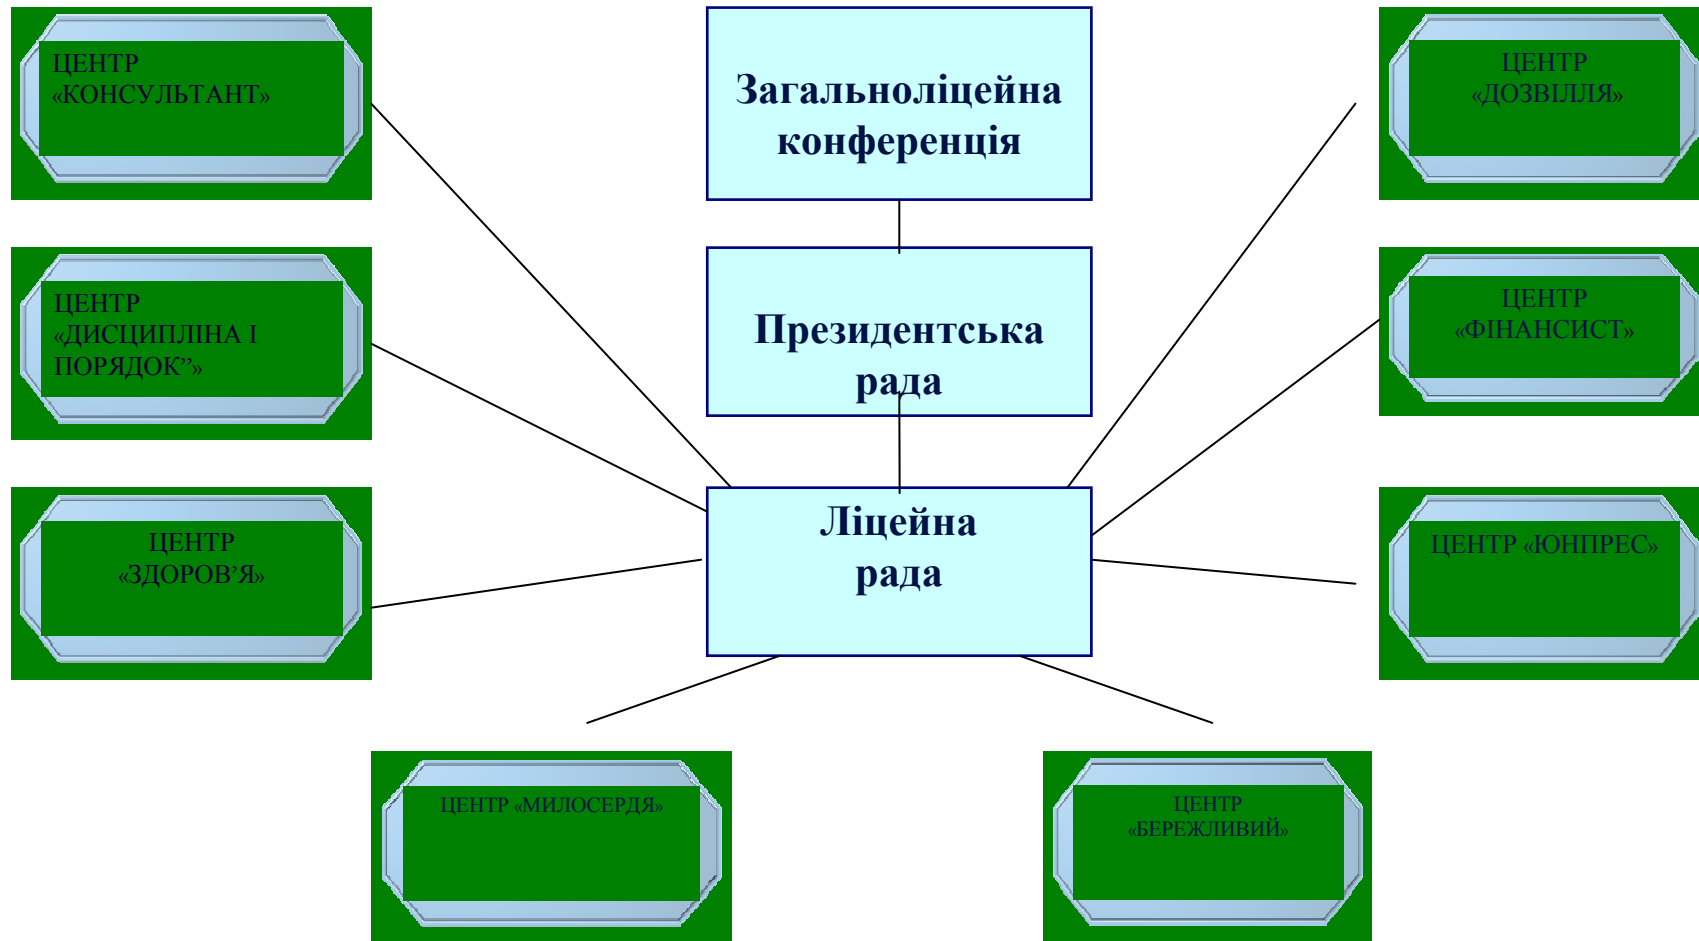 ЦЕНТР
«КОНСУЛЬТАНТ»
Загальноліцейна
конференція
ЦЕНТР
«ДОЗВІЛЛЯ»
ЦЕНТР
«ДИСЦИПЛІНА І
ПОРЯДОК”»
Президентська
рада
ЦЕНТР
«ФІНАНСИСТ»
ЦЕНТР
«ЗДОРОВ’Я»
Ліцейна
рада
ЦЕНТР «ЮНПРЕС»
ЦЕНТР «МИЛОСЕРДЯ»
ЦЕНТР
«БЕРЕЖЛИВИЙ»